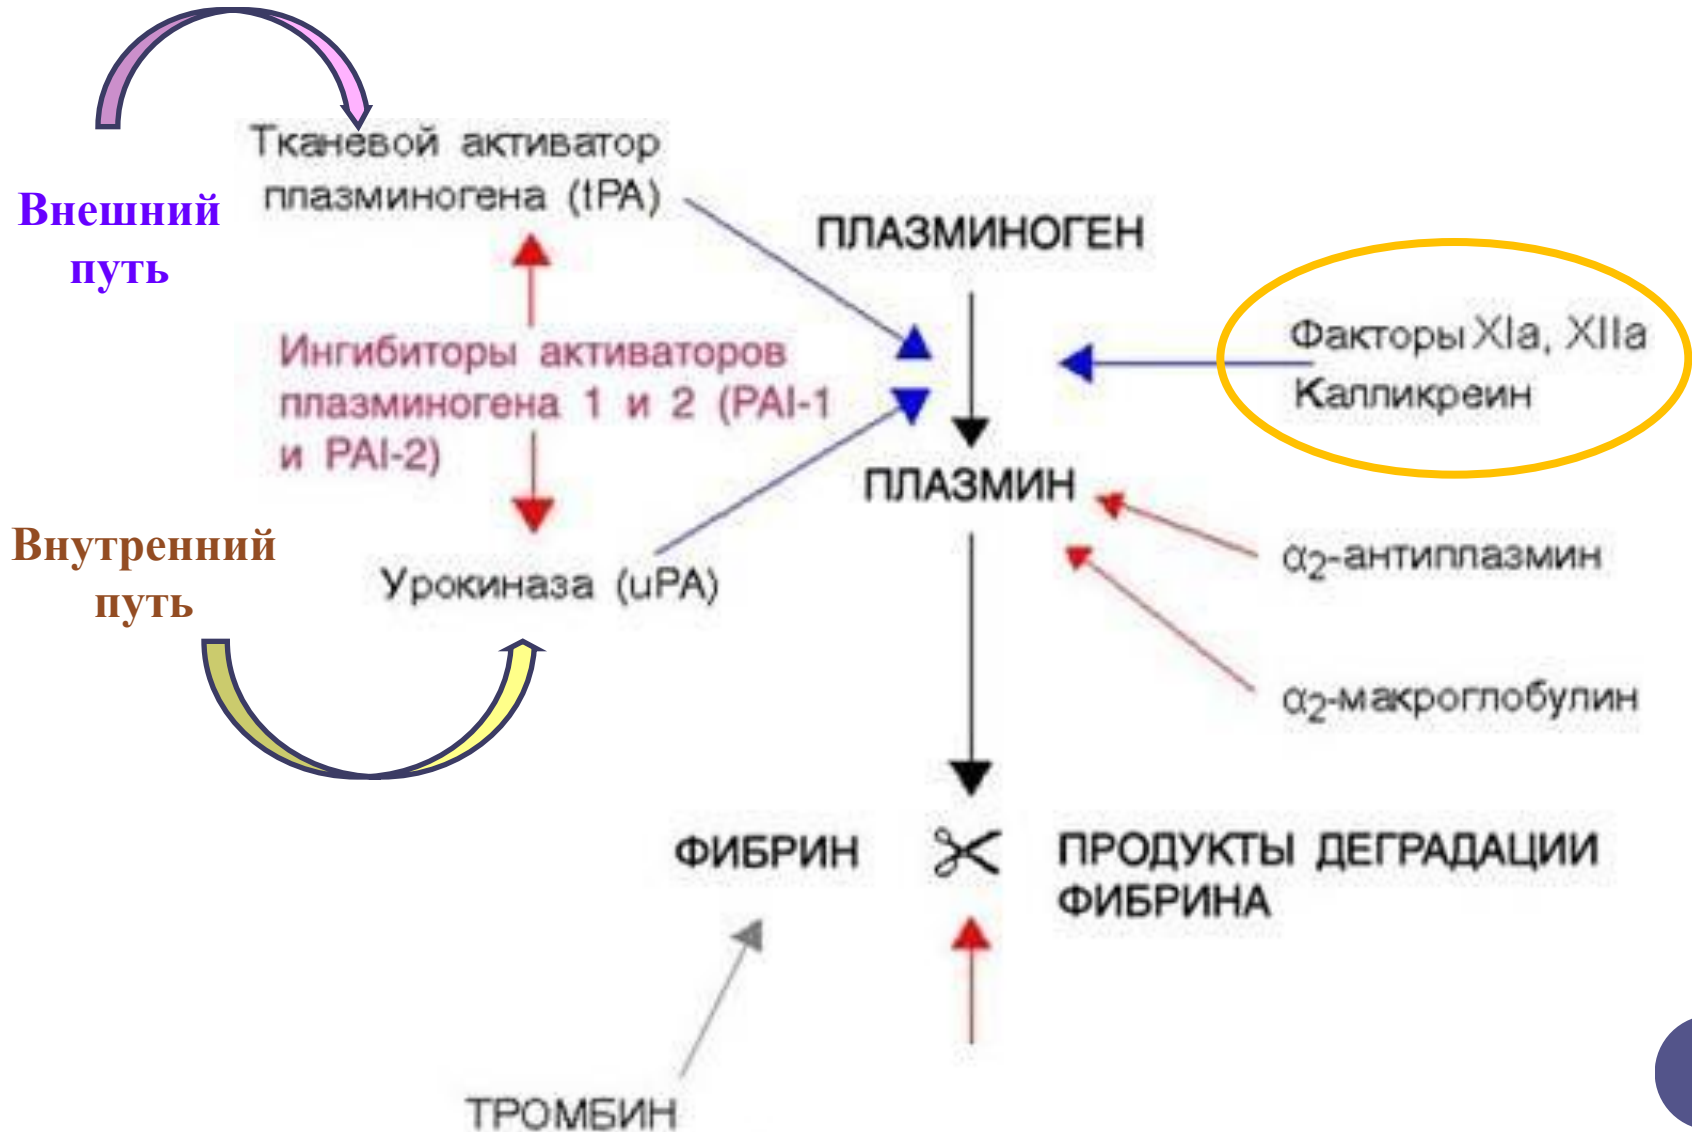 Тканевой активатор
плазминогена (tPA)
Внешний
путь
ПЛАЗМИНОГЕН
Факторы XIa, XIIa
Калликреин
Ингибиторы активаторов
плазминогена 1 и 2 (PAI-1
и PAI-2)
ПЛАЗМИН
Внутренний
путь
Урокиназа (uPA)
α2-антиплазмин
α2-макроглобулин
ФИБРИН
ПРОДУКТЫ ДЕГРАДАЦИИ
ФИБРИНА
ТРОМБИН